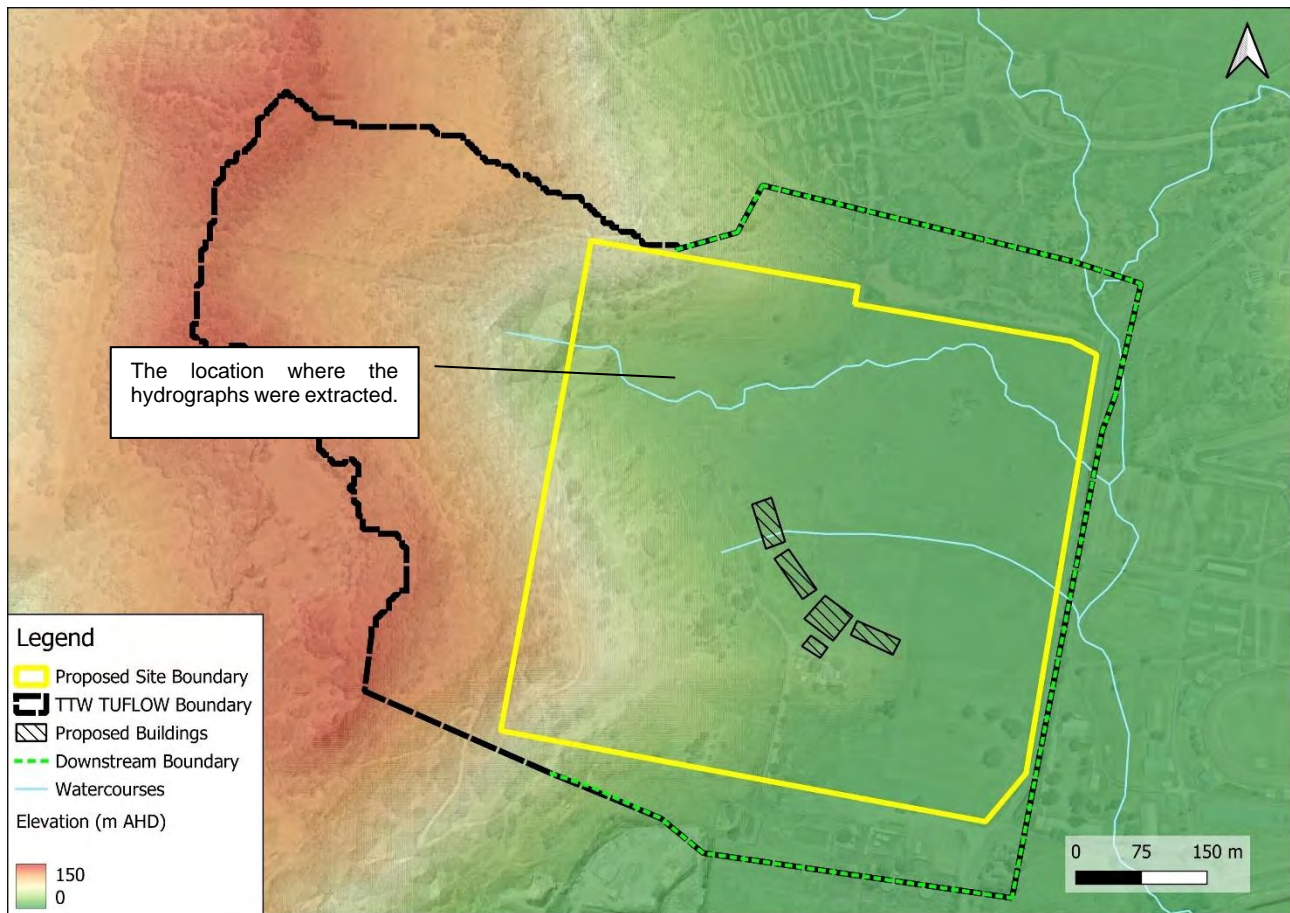 The location where the
hydrographs were extracted.
Legend
Proposed Site Boundary
TTW TUFLOW Boundary
Proposed Buildings
Downstream Boundary
Watercourses
Elevation (m AHD)
150
0
0 75 150 m